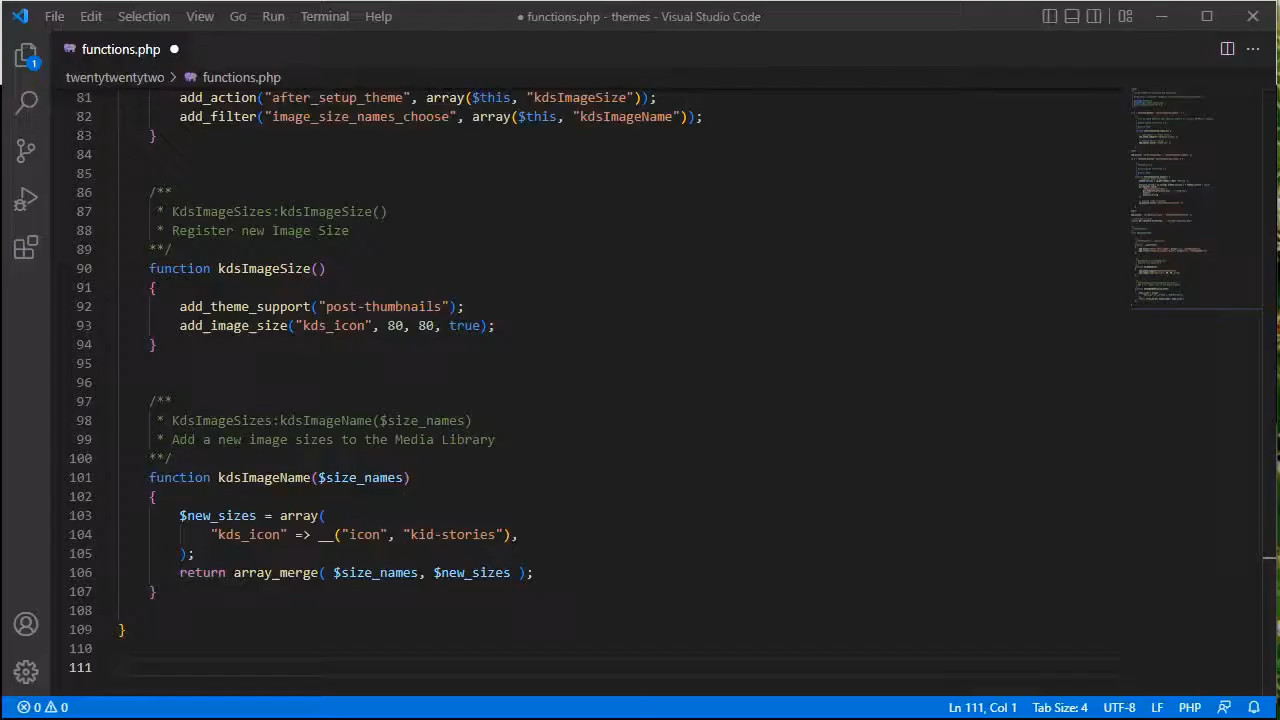 File Edit Selection View Go Run Terminal Help ● functions.php - themes - Visual Studio Code
functions.php ●
1
twentytwentytwo > functions.php
81 add_action("after_setup_theme", array($this, "kdsImageSize"));
82 add_filter("image_size_names_choose", array($this, "kdsImageName"));
83 }
84
85
86 /**
87 * KdsImageSizes:kdsImageSize()
88 * Register new Image Size
89 **/
90 function kdsImageSize()
91 {
92 add_theme_support("post-thumbnails");
93 add_image_size("kds_icon", 80, 80, true);
94 }
95
96
97 /**
98 * KdsImageSizes:kdsImageName($size_names)
99 * Add a new image sizes to the Media Library
100 **/
101 function kdsImageName($size_names)
102 {
103 $new_sizes = array(
104 "kds_icon" => __("icon", "kid-stories"),
105 );
106 return array_merge( $size_names, $new_sizes );
107 }
108
109 }
110
111
0 0 Ln 111, Col 1 Tab Size: 4 UTF-8 LF PHP